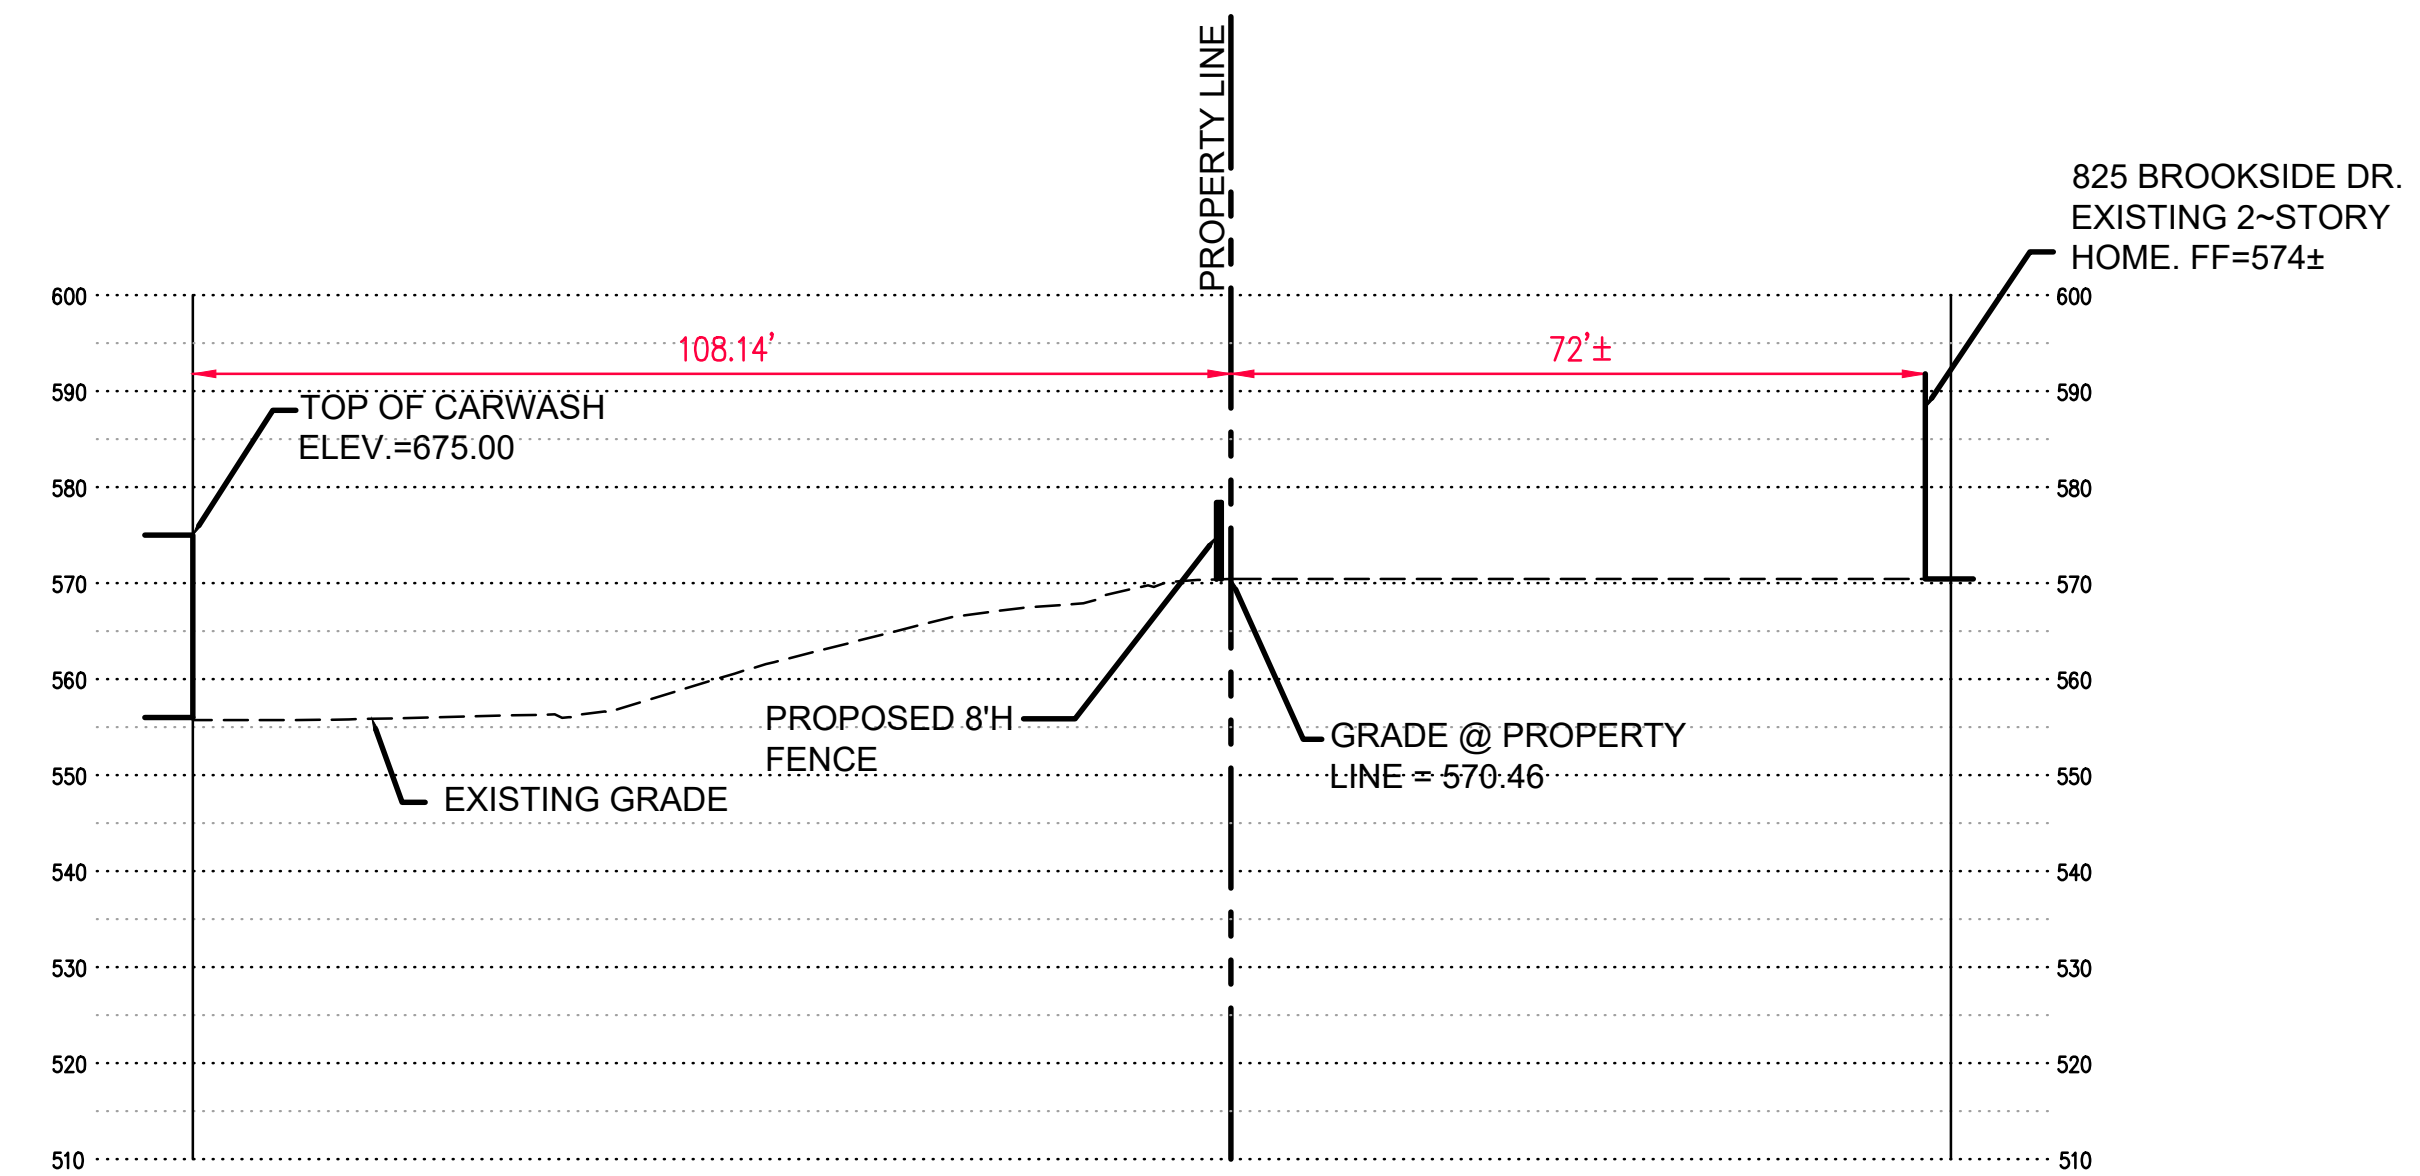 PROPERTY LINE
825 BROOKSIDE DR.
EXISTING 2~STORY
HOME. FF=574±
600
600
108.14'
72'±
590
590
TOP OF CARWASH
ELEV.=675.00
580
580
570
570
560
560
PROPOSED 8'H
FENCE
GRADE @ PROPERTY
LINE = 570.46
550
550
EXISTING GRADE
540
540
530
530
520
520
510
510